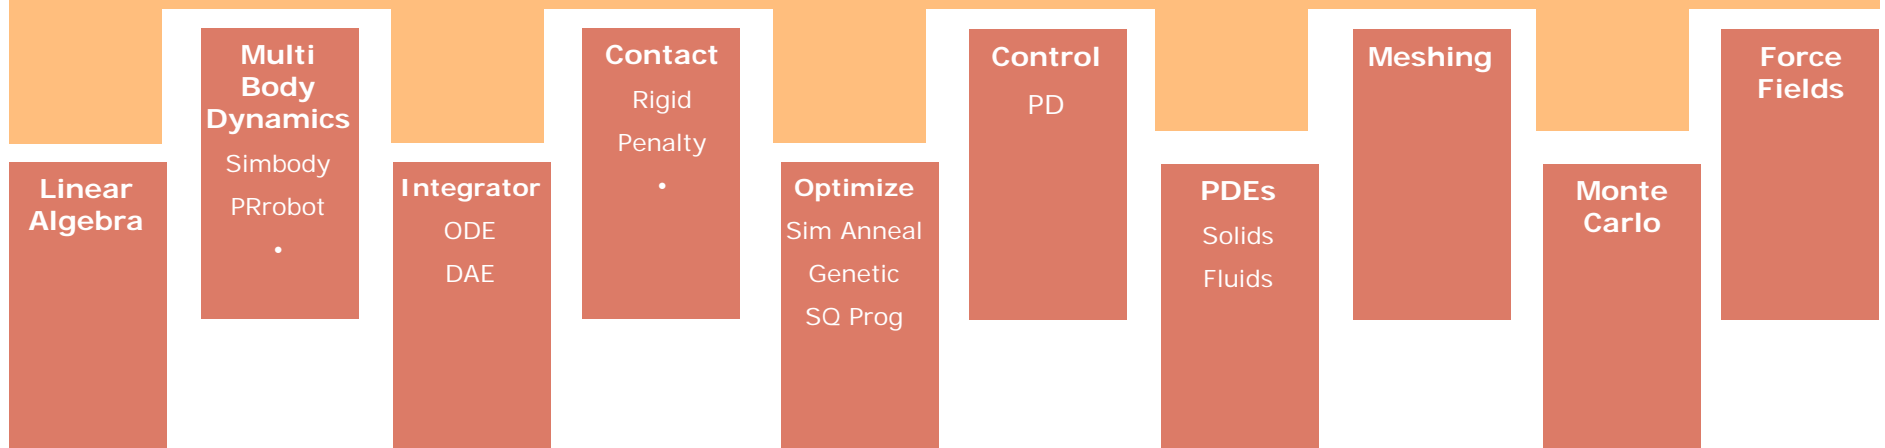 Linear
Algebra
Multi
Body
Dynamics
Simbody
PRrobot
•
Integrator
ODE
DAE
Contact
Rigid
Penalty
•
Optimize
Sim Anneal
Genetic
SQ Prog
Control
PD
PDEs
Solids
Fluids
Meshing
Monte
Carlo
Force
Fields